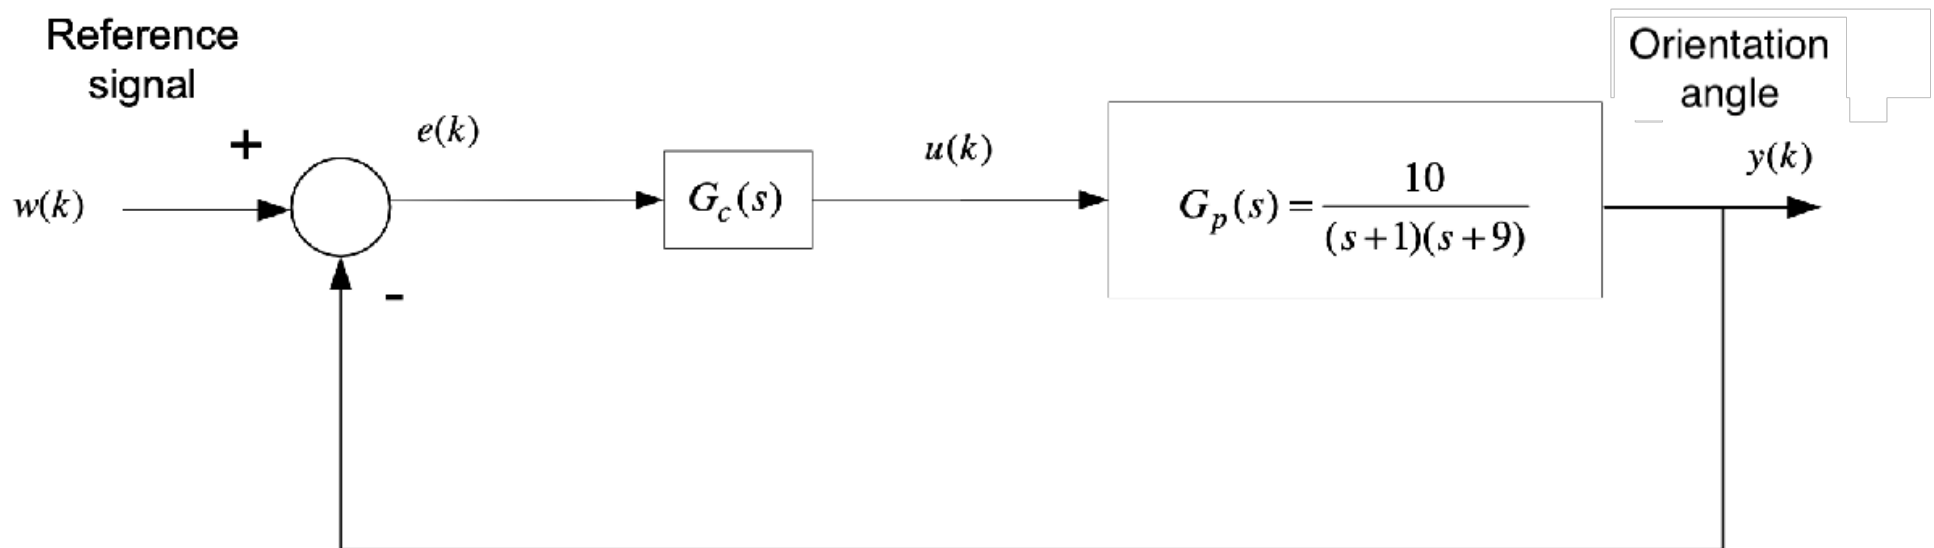 Reference
signal
Orientation
angle
+
e(k)
u(k)
y(k)
w(k)
G_c(s)
G_p(s) = 10 / (s+1)(s+9)
-